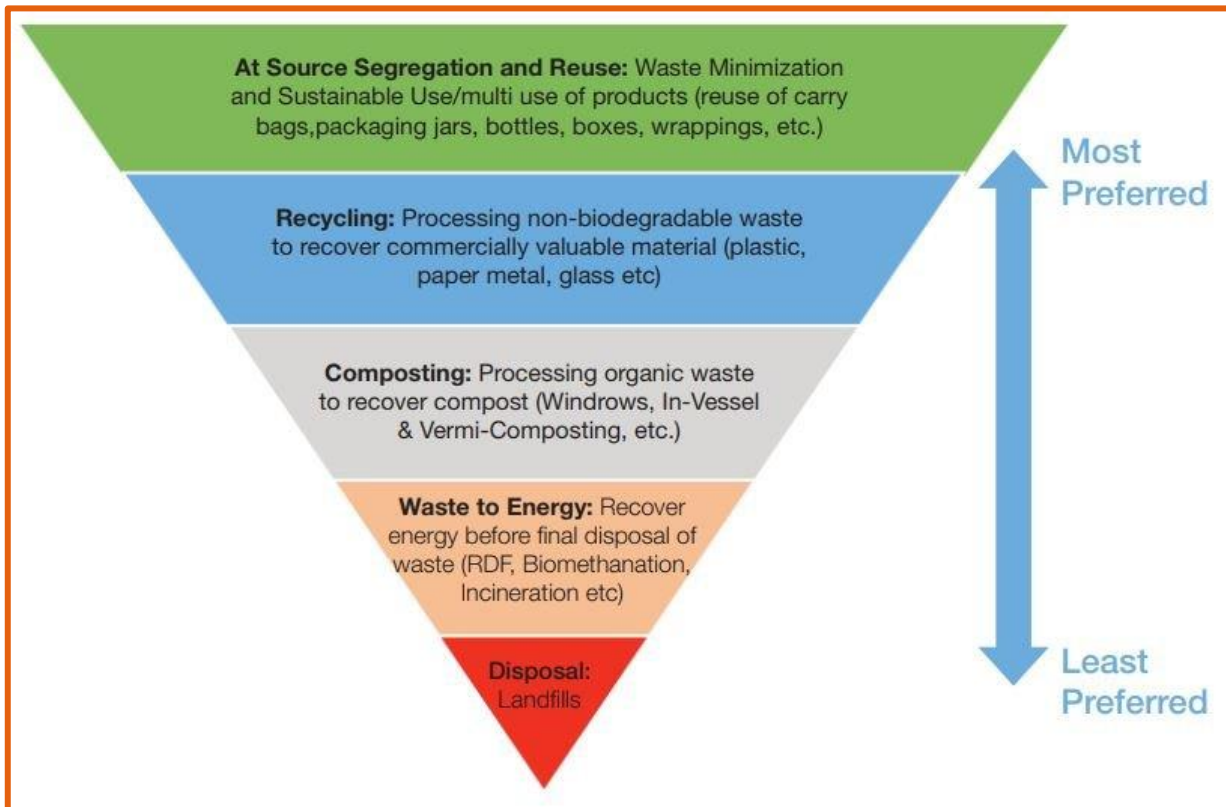 At Source Segregation and Reuse: Waste Minimization
and Sustainable Use/multi use of products (reuse of carry
bags,packaging jars, bottles, boxes, wrappings, etc.)
Most
Preferred
Recycling: Processing non-biodegradable waste
to recover commercially valuable material (plastic,
paper metal, glass etc)
Composting: Processing organic waste
to recover compost (Windrows, In-Vessel
& Vermi-Composting, etc.)
Waste to Energy: Recover
energy before final disposal of
waste (RDF, Biomethanation,
Incineration etc)
Disposal:
Landfills
Least
Preferred